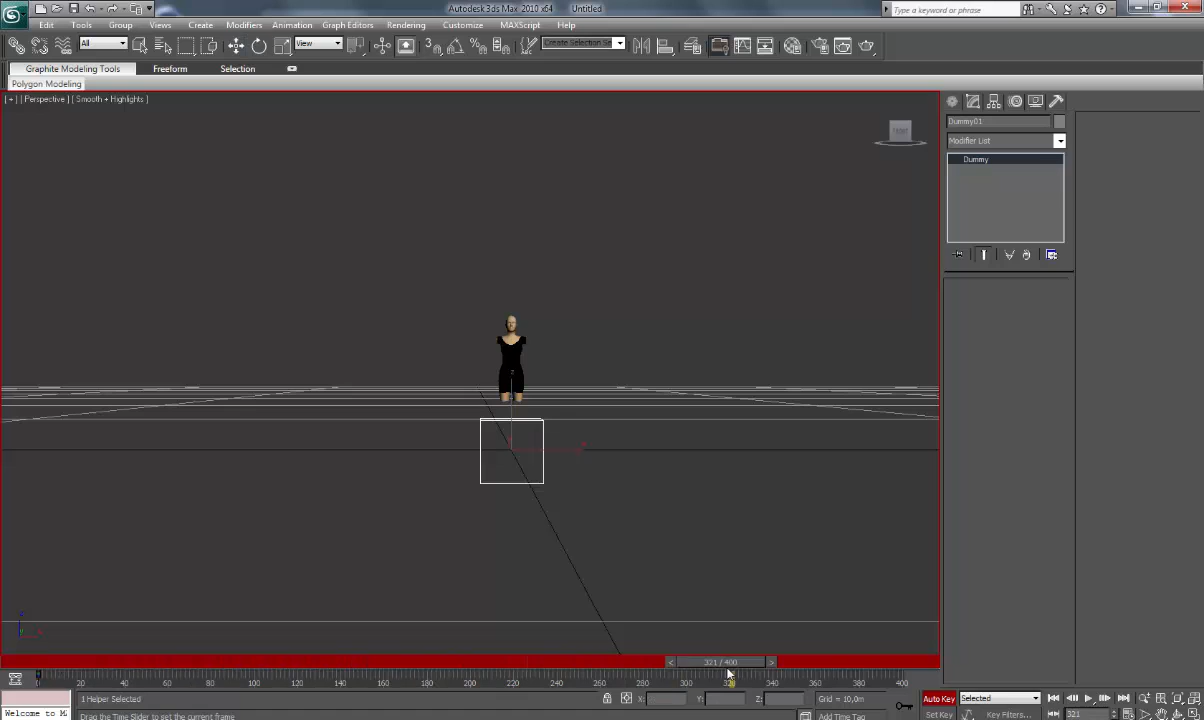 Autodesk 3ds Max 2010 x64 Untitled
Type a keyword or phrase
Edit Tools Group Views Create Modifiers Animation Graph Editors Rendering Customize MAXScript Help
All View Create Selection Se
Graphite Modeling Tools Freeform Selection
Polygon Modeling
[ + ] [ Perspective ] [ Smooth + Highlights ]
FRONT
Dummy01
Modifier List
Dummy
< 321 / 400 >
0 20 40 60 80 100 120 140 160 180 200 220 240 260 280 300 320 340 360 380 400
1 Helper Selected X: Y: Z: Grid = 10,0m Auto Key Selected
Welcome to M Drag the Time Slider to set the current frame Add Time Tag Set Key Key Filters... 321